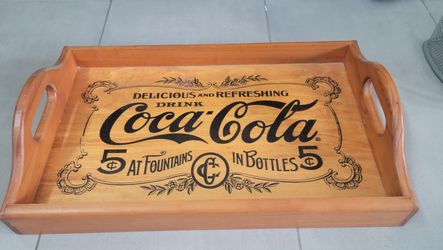 DELICIOUS AND REFRESHING
DRINK
Coca-Cola®
5¢ AT FOUNTAINS CC IN BOTTLES 5¢